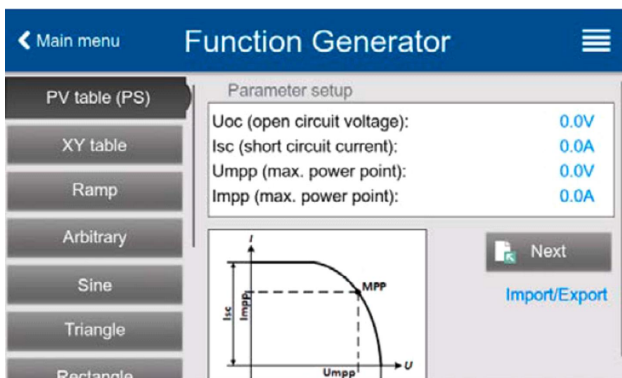 Main menu
Function Generator
PV table (PS)
XY table
Ramp
Arbitrary
Sine
Triangle
Rectangle
Parameter setup
Uoc (open circuit voltage): 0.0V
Isc (short circuit current): 0.0A
Umpp (max. power point): 0.0V
Impp (max. power point): 0.0A
I
MPP
Isc
Impp
Umpp
U
Next
Import/Export